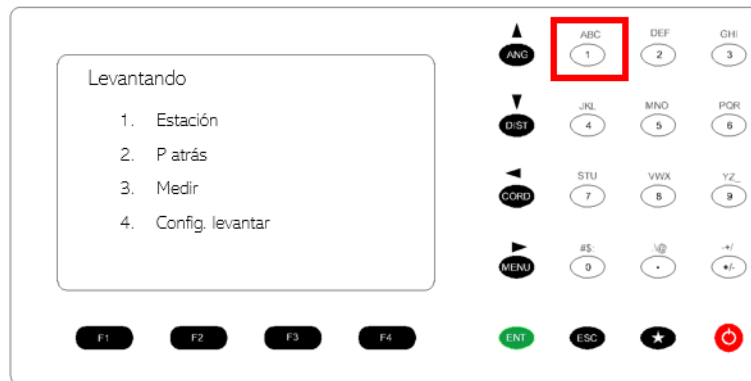 Levantando
1. Estación
2. P atrás
3. Medir
4. Config. levantar
F1 F2 F3 F4
ABC DEF GHI
ANG 1 2 3
JKL MNO PQR
DIST 4 5 6
STU VWX YZ_
CORD 7 8 9
#$: .\@ -+/
MENU 0 • +/-
ENT ESC